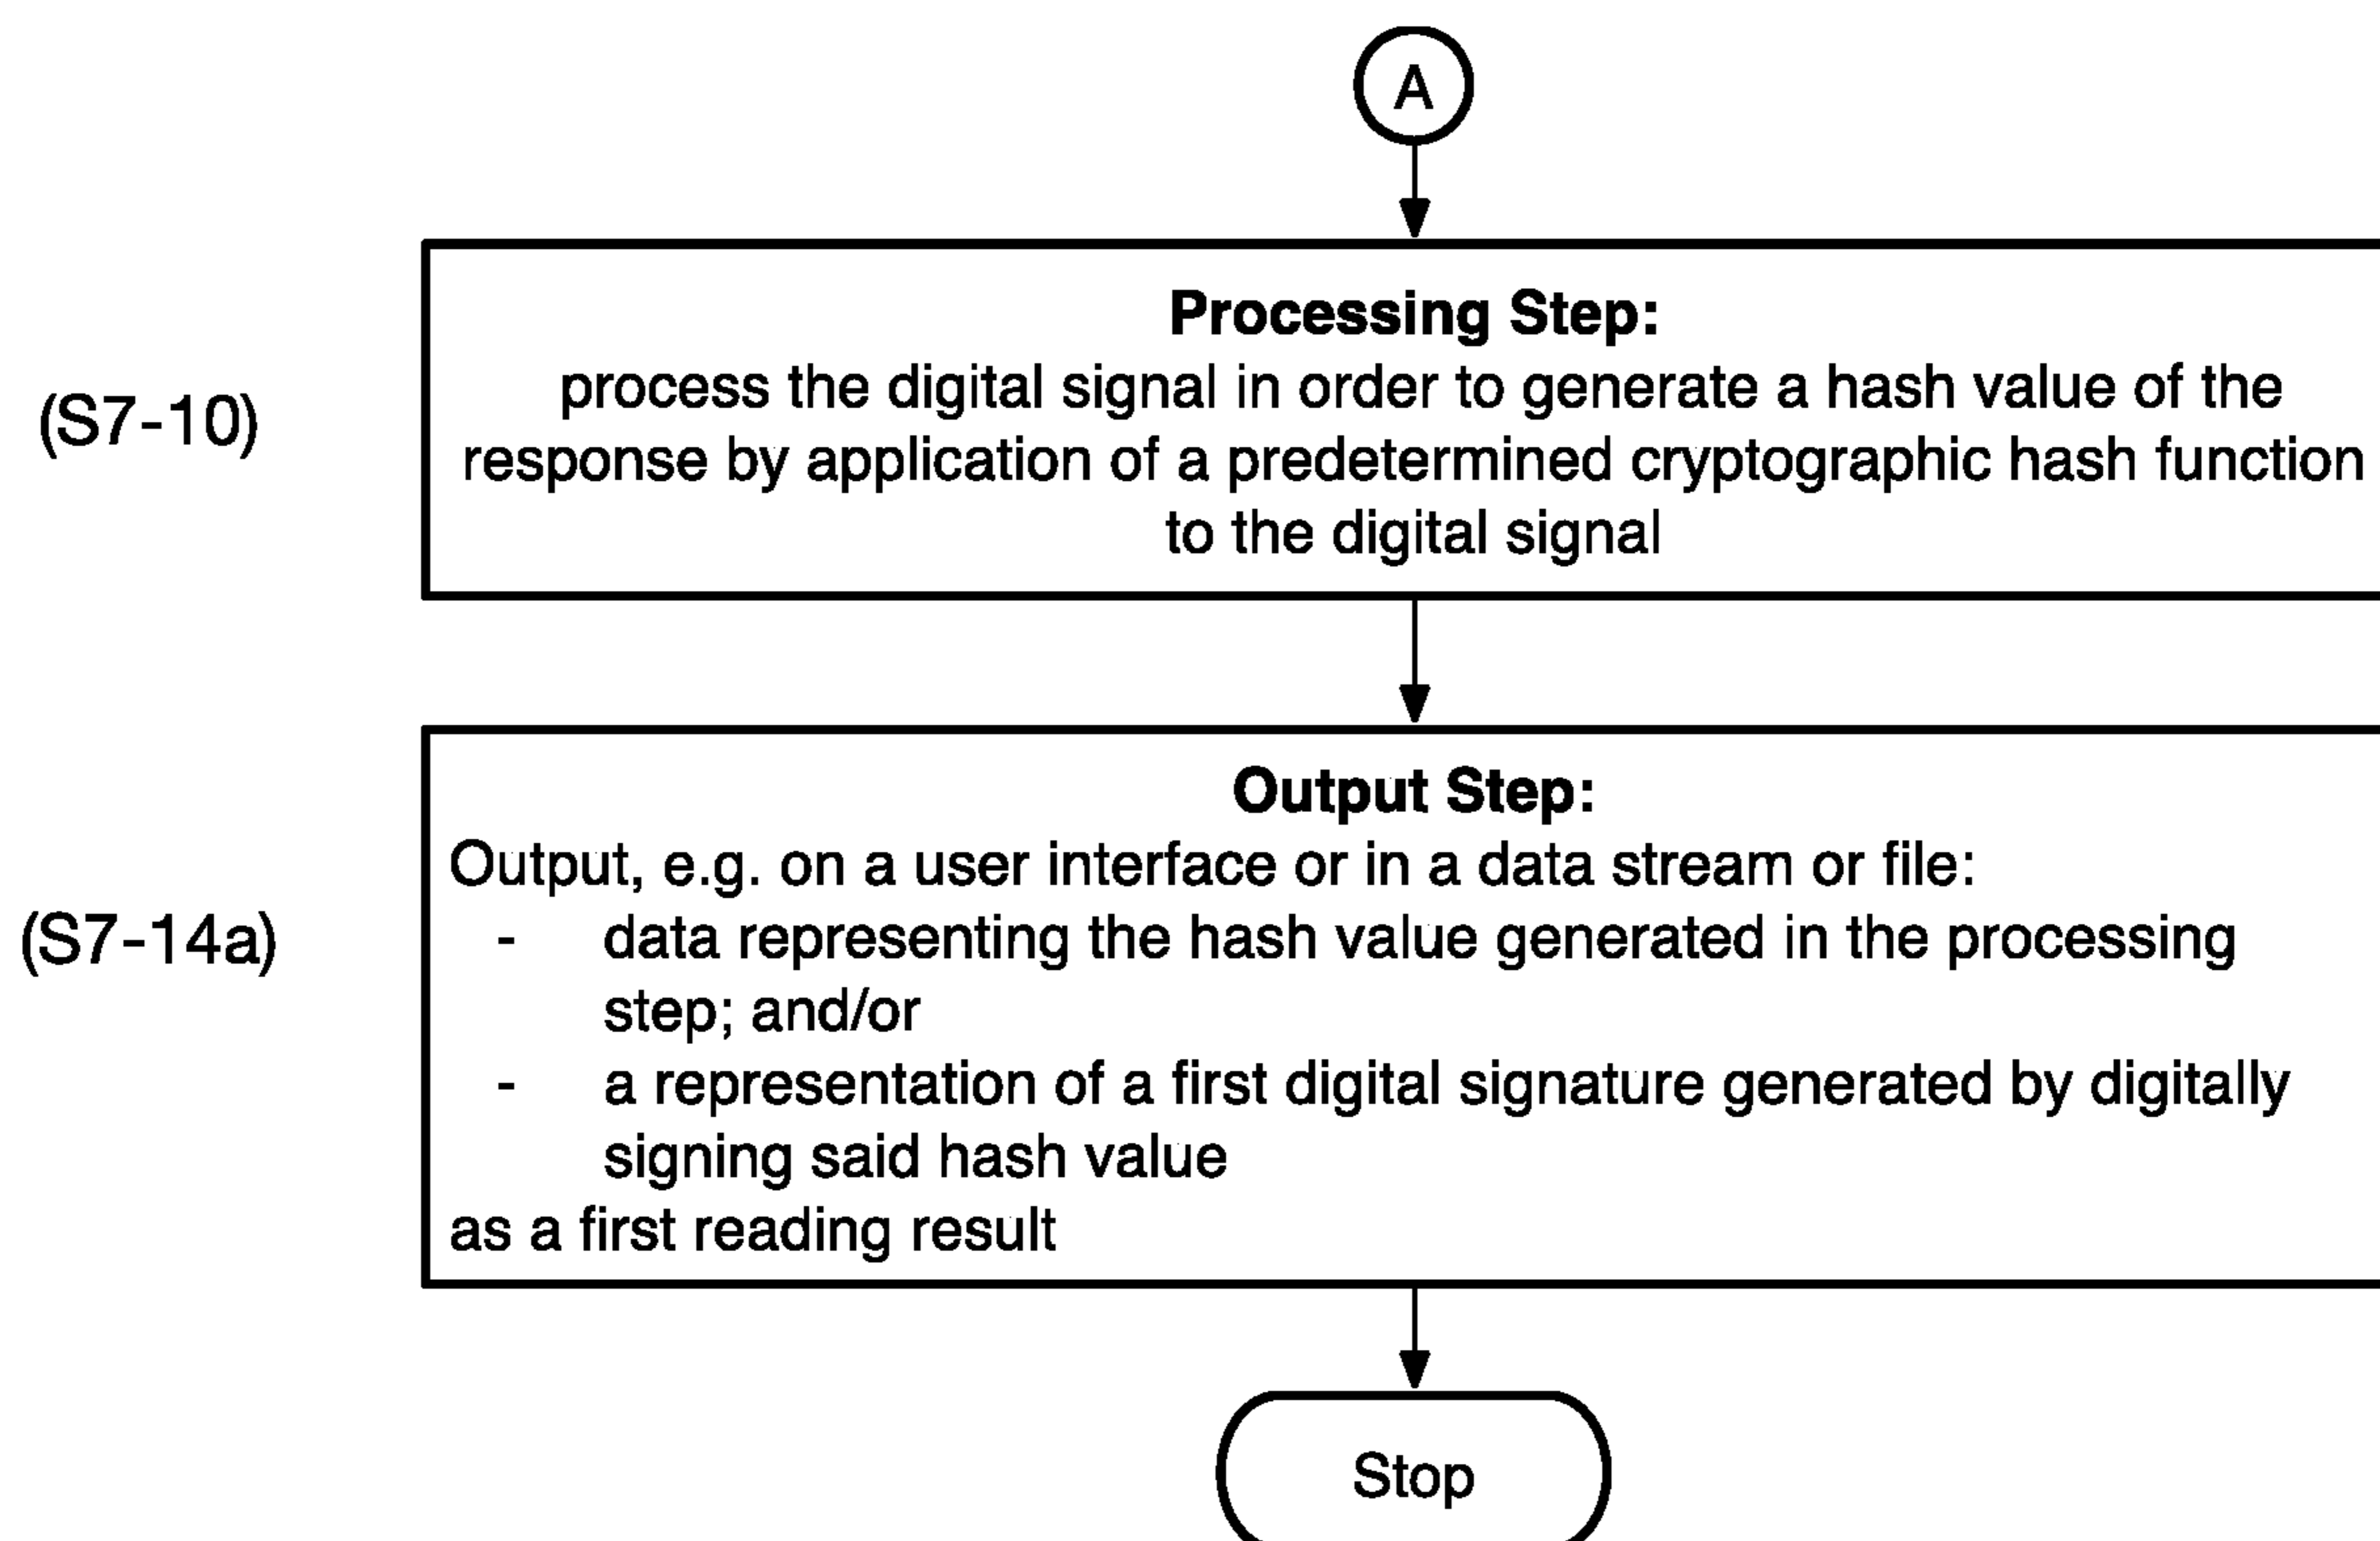 A
Processing Step:
(S7-10)
process the digital signal in order to generate a hash value of the
response by application of a predetermined cryptographic hash function
to the digital signal
Output Step:
Output, e.g. on a user interface or in a data stream or file:
(S7-14a)
- data representing the hash value generated in the processing
step; and/or
- a representation of a first digital signature generated by digitally
signing said hash value
as a first reading result
Stop